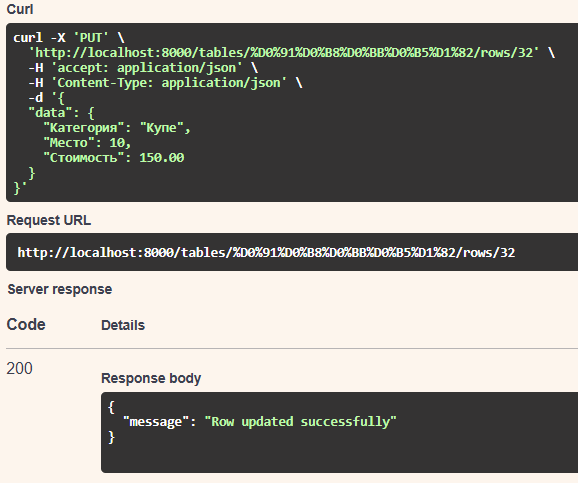 Curl
curl -X 'PUT' \
  'http://localhost:8000/tables/%D0%91%D0%B8%D0%BB%D0%B5%D1%82/rows/32' \
  -H 'accept: application/json' \
  -H 'Content-Type: application/json' \
  -d '{
  "data": {
    "Категория": "Купе",
    "Место": 10,
    "Стоимость": 150.00
  }
}'
Request URL
http://localhost:8000/tables/%D0%91%D0%B8%D0%BB%D0%B5%D1%82/rows/32
Server response
Code Details
200
Response body
{
  "message": "Row updated successfully"
}